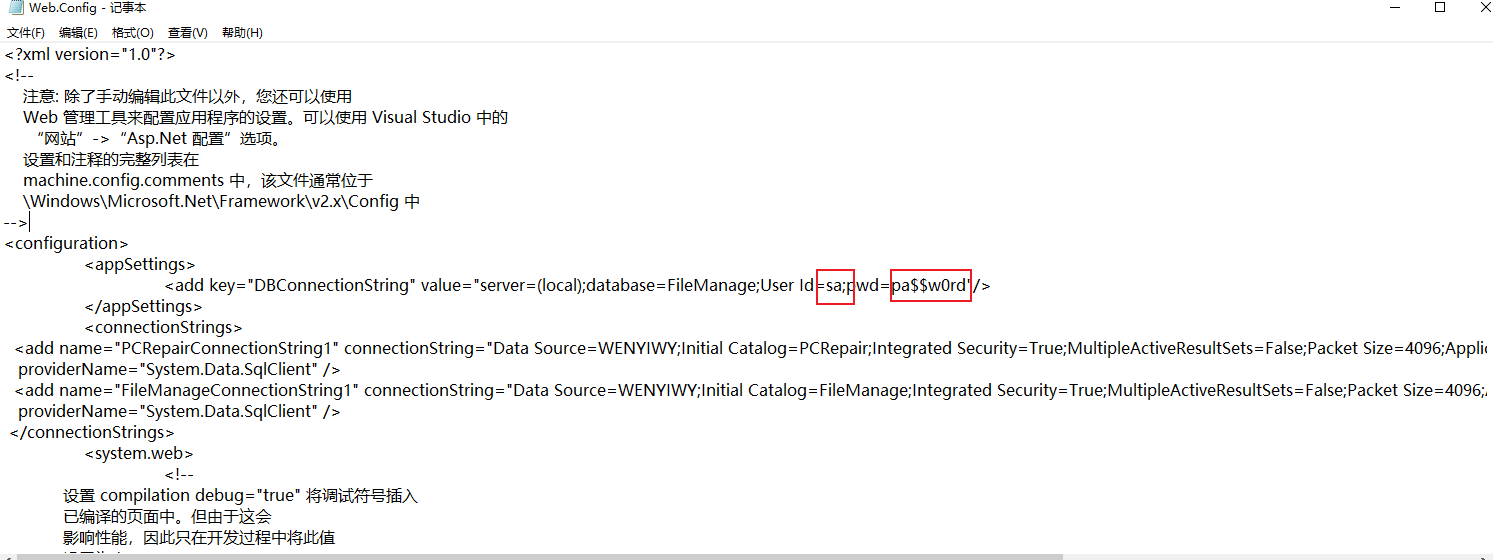 Web.Config - 记事本
文件(F) 编辑(E) 格式(O) 查看(V) 帮助(H)
<?xml version="1.0"?>
<!--
注意: 除了手动编辑此文件以外，您还可以使用
Web 管理工具来配置应用程序的设置。可以使用 Visual Studio 中的
“网站”->“Asp.Net 配置”选项。
设置和注释的完整列表在
machine.config.comments 中，该文件通常位于
\Windows\Microsoft.Net\Framework\v2.x\Config 中
-->
<configuration>
<appSettings>
<add key="DBConnectionString" value="server=(local);database=FileManage;User Id=sa;pwd=pa$$w0rd"/>
</appSettings>
<connectionStrings>
<add name="PCRepairConnectionString1" connectionString="Data Source=WENYIWY;Initial Catalog=PCRepair;Integrated Security=True;MultipleActiveResultSets=False;Packet Size=4096;Applic
providerName="System.Data.SqlClient" />
<add name="FileManageConnectionString1" connectionString="Data Source=WENYIWY;Initial Catalog=FileManage;Integrated Security=True;MultipleActiveResultSets=False;Packet Size=4096;
providerName="System.Data.SqlClient" />
</connectionStrings>
<system.web>
<!--
设置 compilation debug="true" 将调试符号插入
已编译的页面中。但由于这会
影响性能，因此只在开发过程中将此值